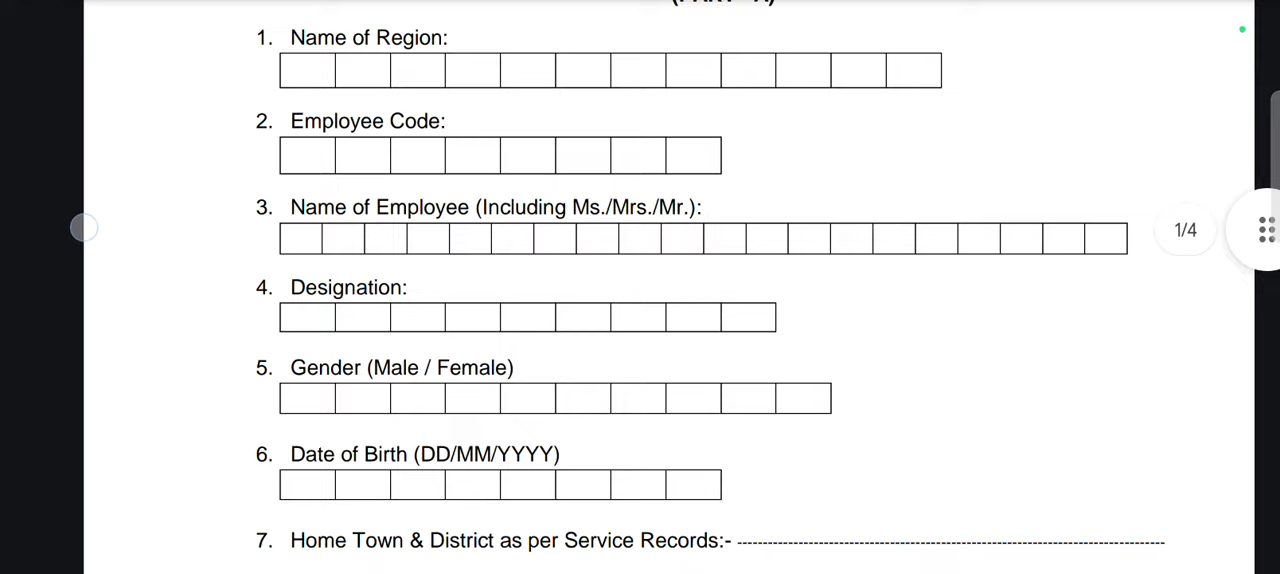 1. Name of Region:
2. Employee Code:
3. Name of Employee (Including Ms./Mrs./Mr.):
1/4
4. Designation:
5. Gender (Male / Female)
6. Date of Birth (DD/MM/YYYY)
7. Home Town & District as per Service Records:-